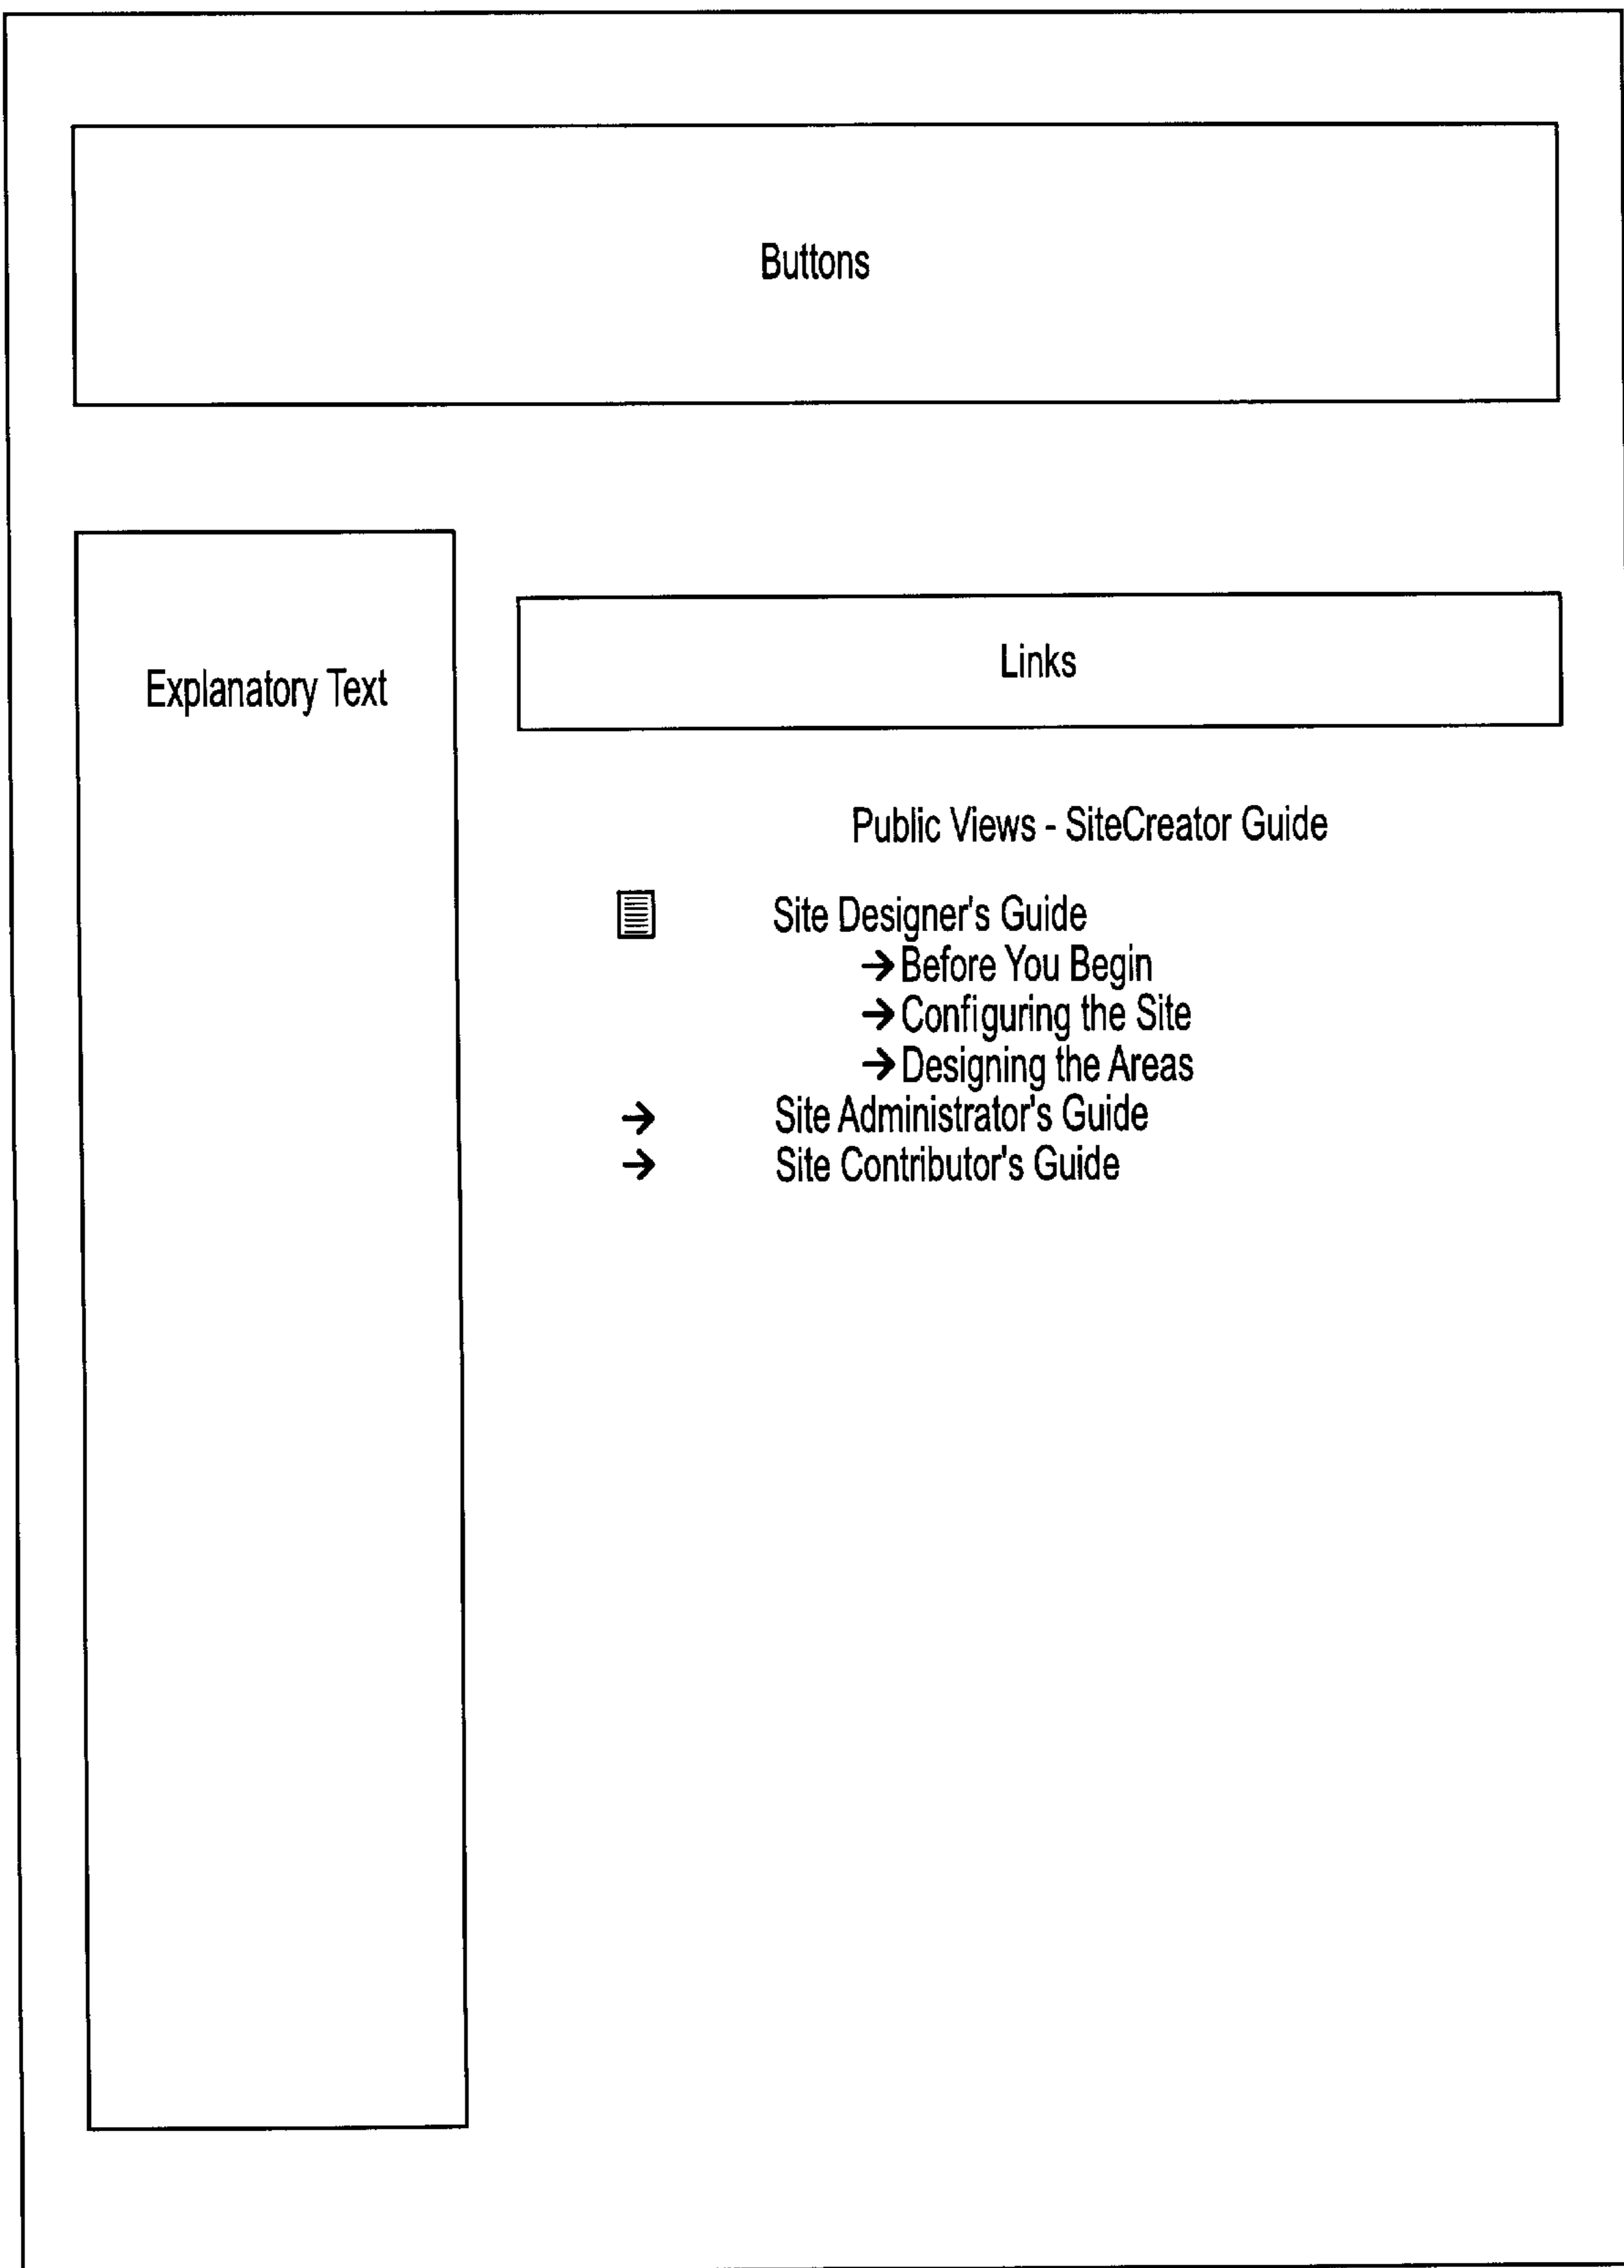 Buttons
Explanatory Text
Links
Public Views - SiteCreator Guide
Site Designer's Guide
→Before You Begin
→Configuring the Site
→Designing the Areas
→ Site Administrator's Guide
→ Site Contributor's Guide